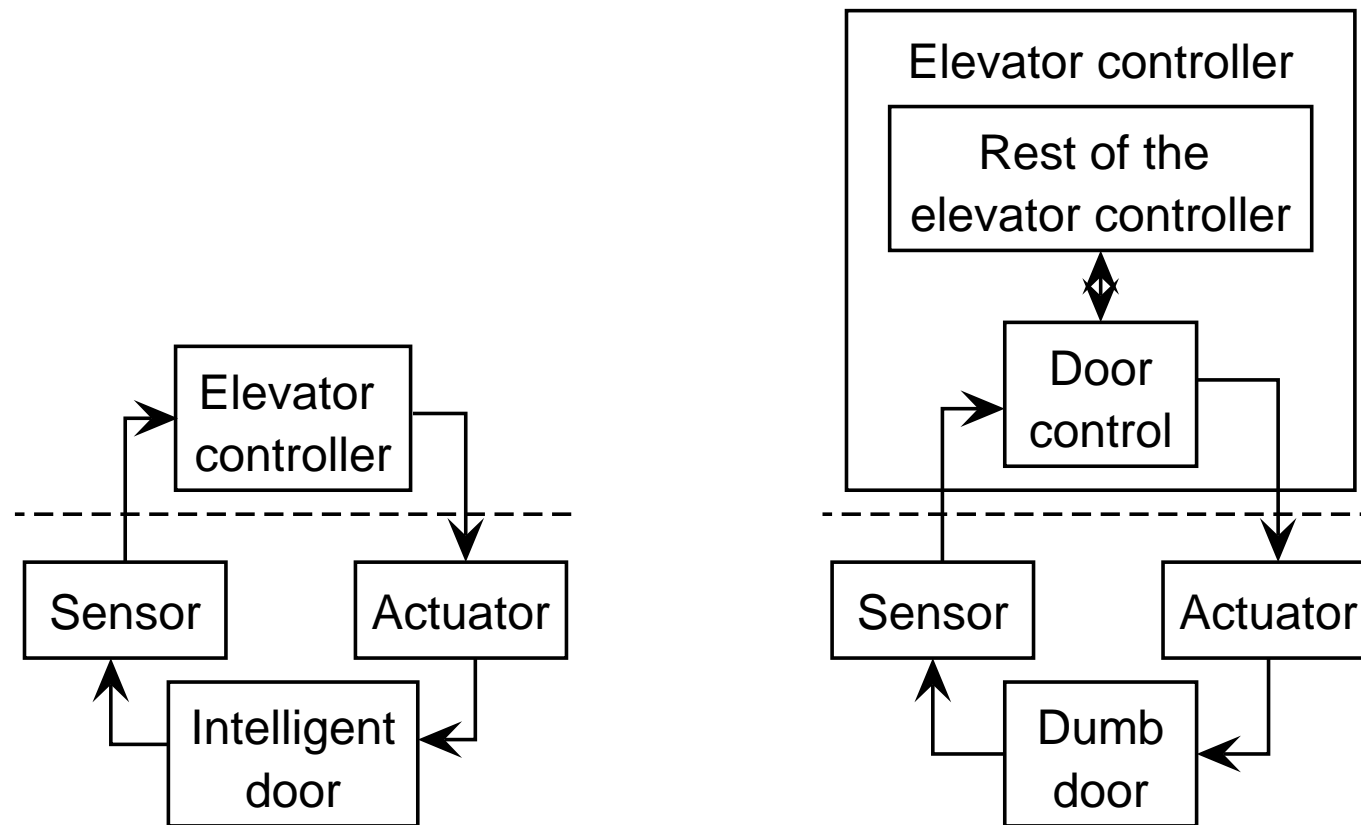 Elevator
controller
Sensor
Actuator
Intelligent
door
Elevator controller
Rest of the
elevator controller
Door
control
Sensor
Actuator
Dumb
door